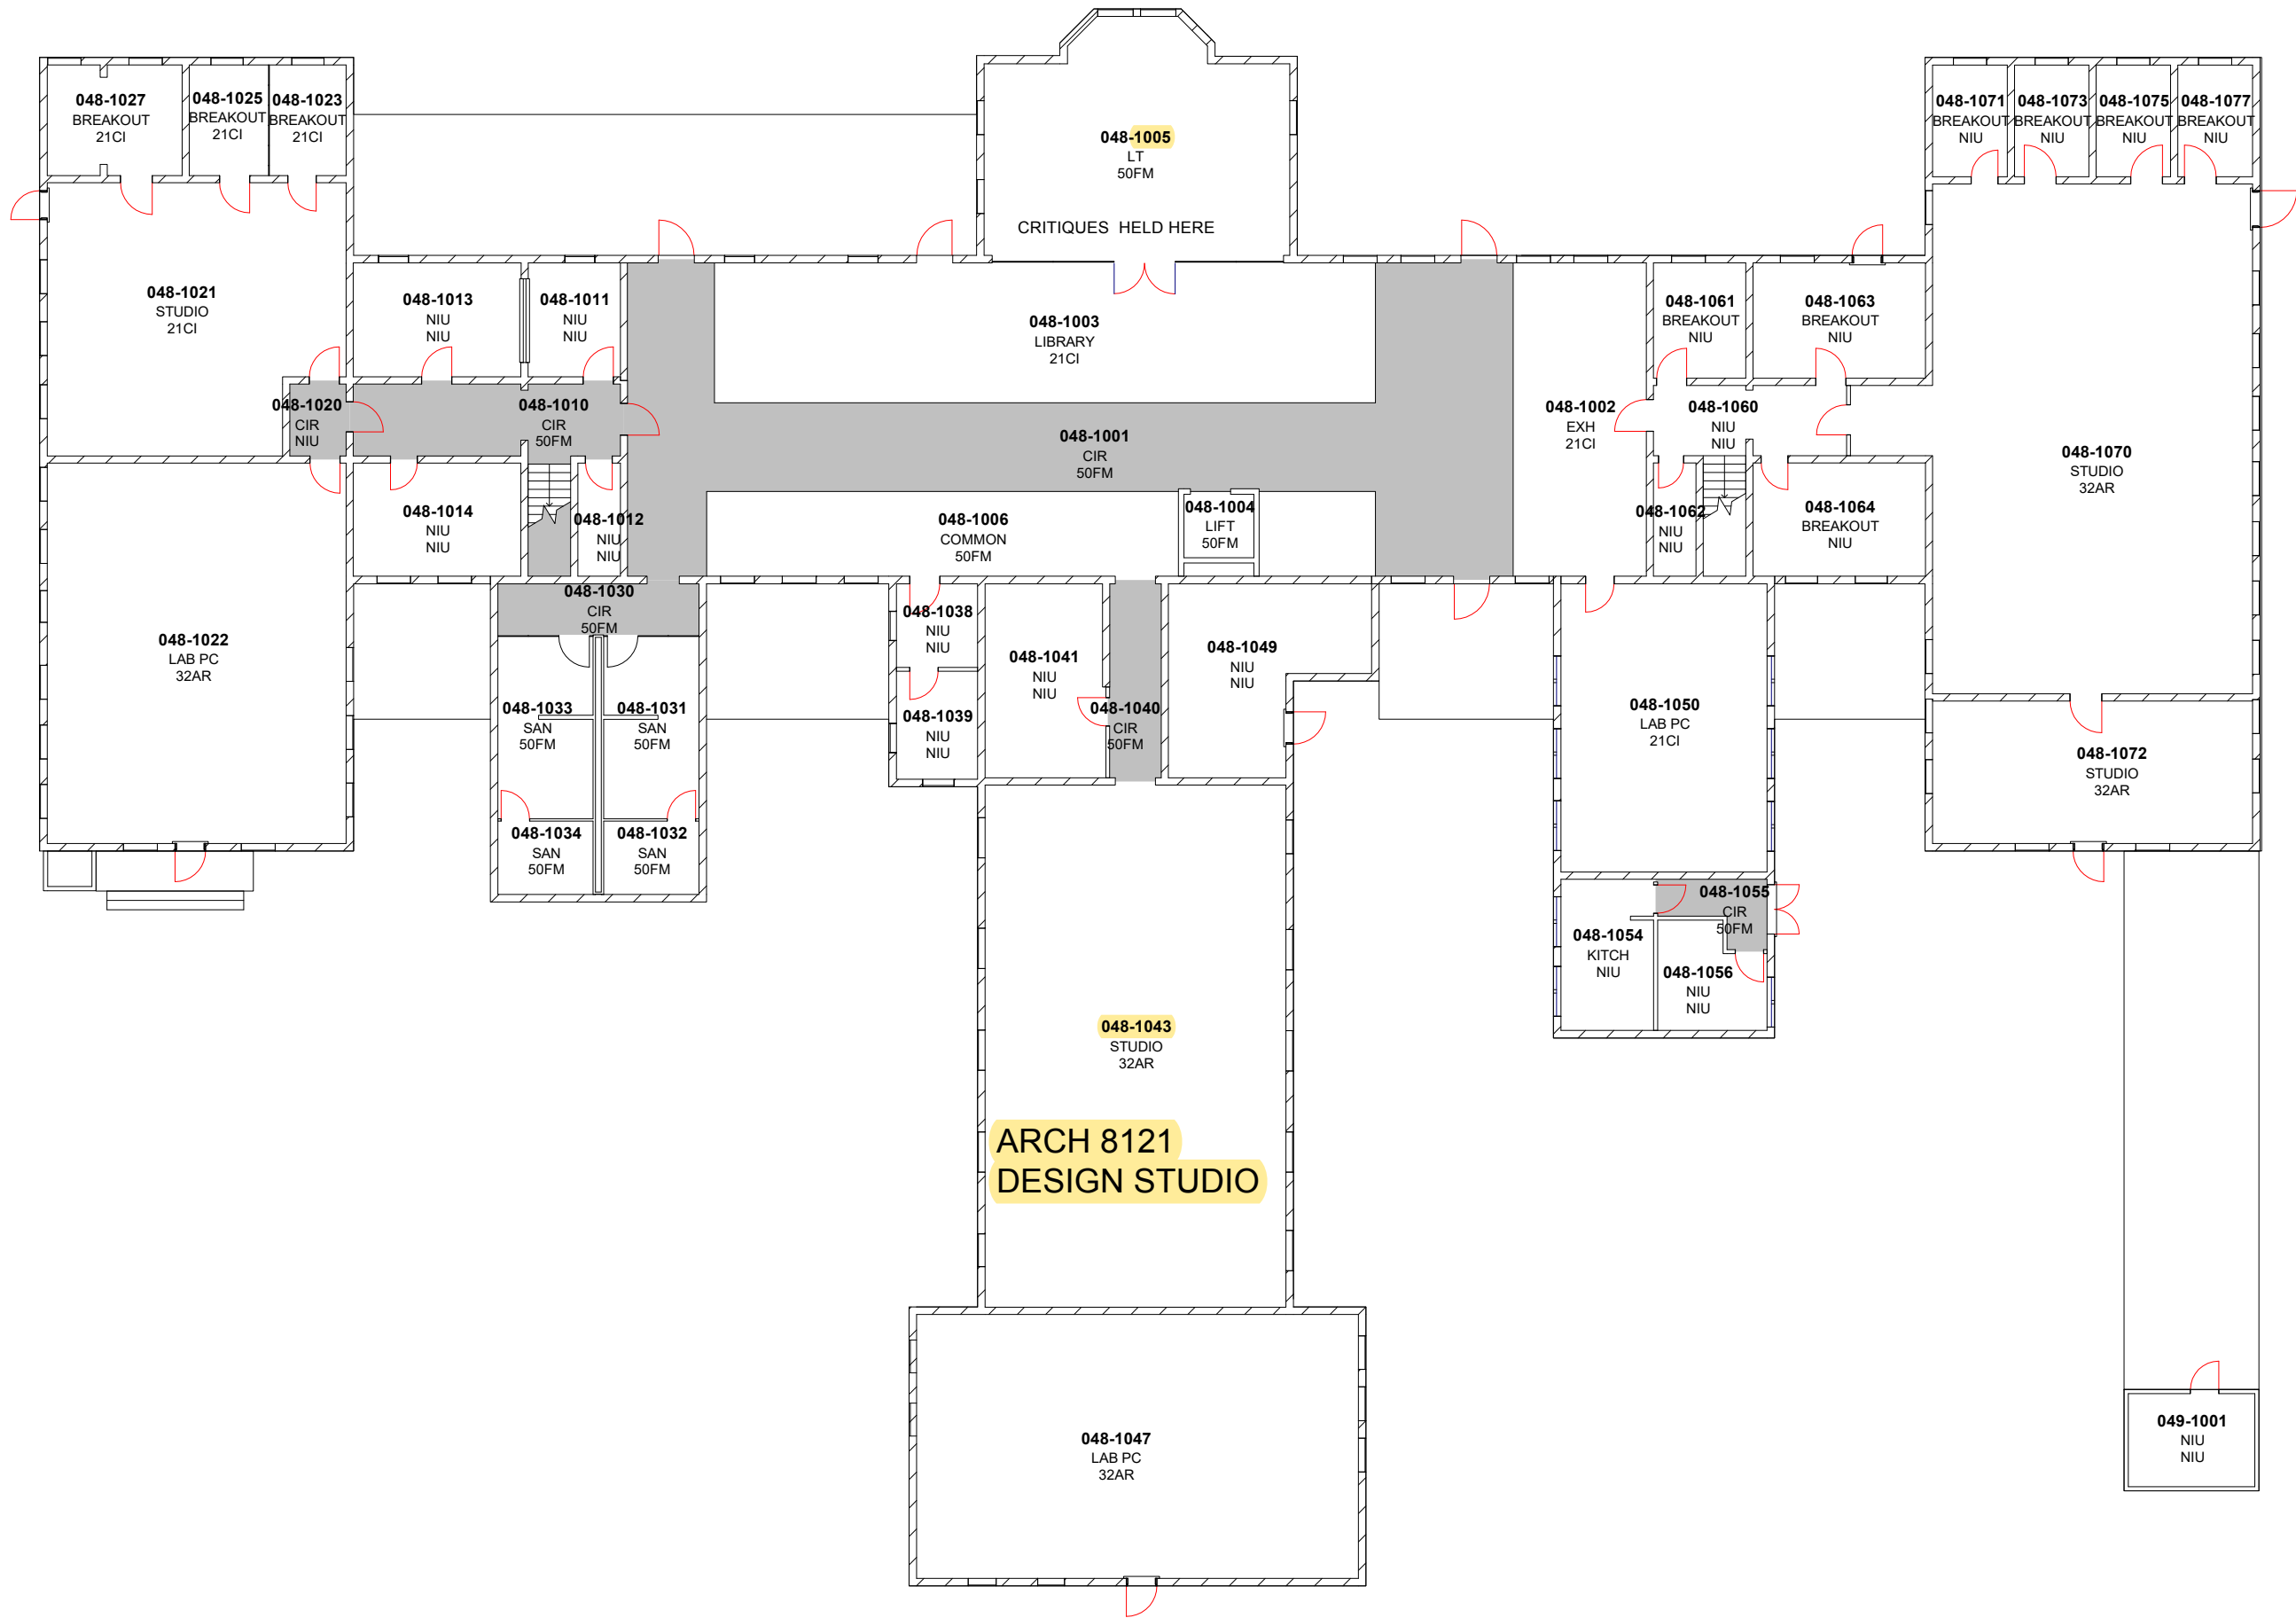 048-1027
BREAKOUT
21CI
048-1025
BREAKOUT
21CI
048-1023
BREAKOUT
21CI
048-1005
LT
50FM
CRITIQUES HELD HERE
048-1071
BREAKOUT
NIU
048-1073
BREAKOUT
NIU
048-1075
BREAKOUT
NIU
048-1077
BREAKOUT
NIU
048-1021
STUDIO
21CI
048-1013
NIU
NIU
048-1011
NIU
NIU
048-1003
LIBRARY
21CI
048-1061
BREAKOUT
NIU
048-1063
BREAKOUT
NIU
048-1020
CIR
NIU
048-1010
CIR
50FM
048-1001
CIR
50FM
048-1002
EXH
21CI
048-1060
NIU
NIU
048-1070
STUDIO
32AR
048-1014
NIU
NIU
048-1012
NIU
NIU
048-1006
COMMON
50FM
048-1004
LIFT
50FM
048-1062
NIU
NIU
048-1064
BREAKOUT
NIU
048-1030
CIR
50FM
048-1038
NIU
NIU
048-1022
LAB PC
32AR
048-1041
NIU
NIU
048-1049
NIU
NIU
048-1033
SAN
50FM
048-1031
SAN
50FM
048-1039
NIU
NIU
048-1040
CIR
50FM
048-1050
LAB PC
21CI
048-1072
STUDIO
32AR
048-1034
SAN
50FM
048-1032
SAN
50FM
048-1055
CIR
50FM
048-1054
KITCH
NIU
048-1056
NIU
NIU
048-1043
STUDIO
32AR
ARCH 8121
DESIGN STUDIO
048-1047
LAB PC
32AR
049-1001
NIU
NIU